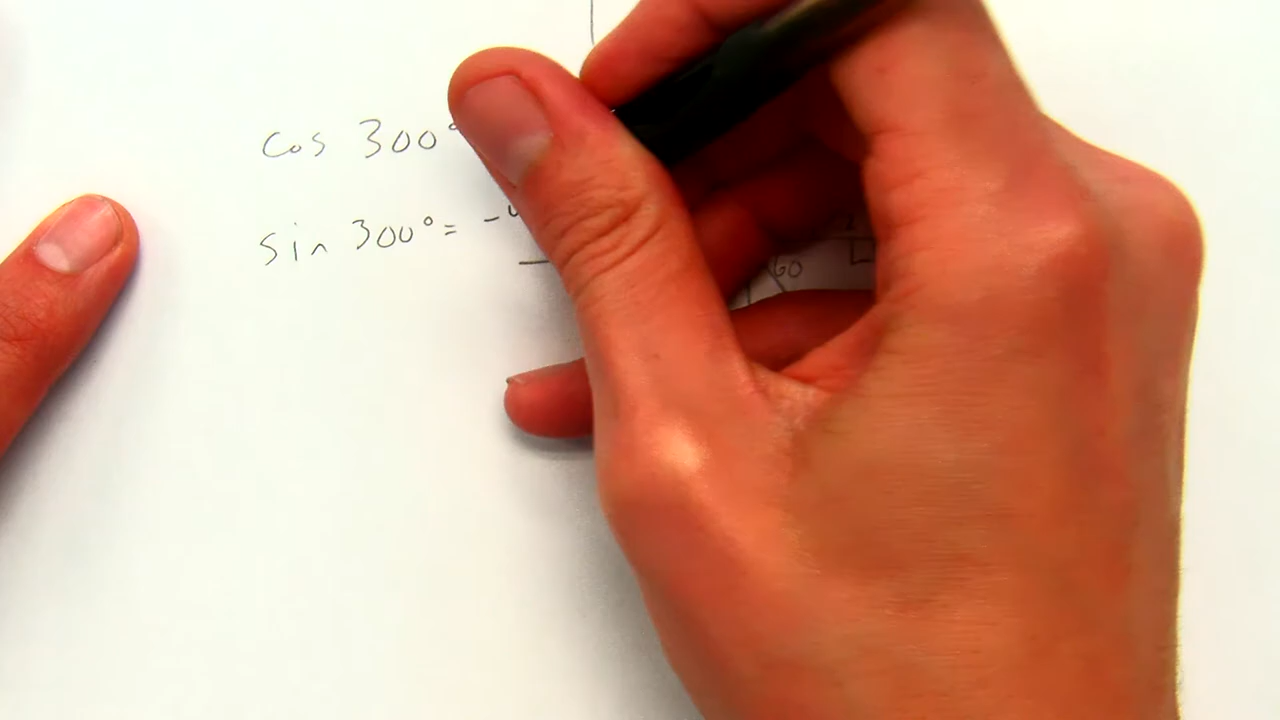 cos 300°
sin 300° = -
60